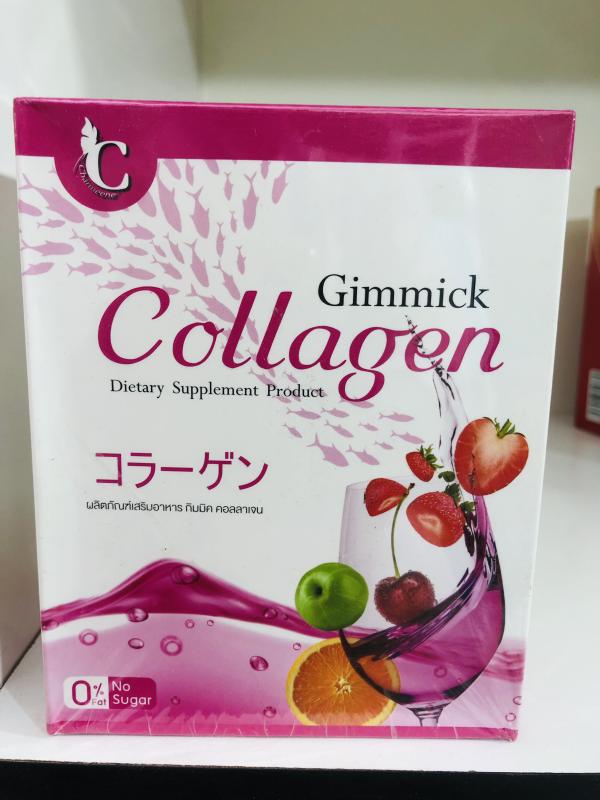 C
Gimmick
Collagen
Dietary Supplement Product
コラーゲン
ผลิตภัณฑ์เสริมอาหาร กิมมิค คอลลาเจน
0% Fat
No Sugar